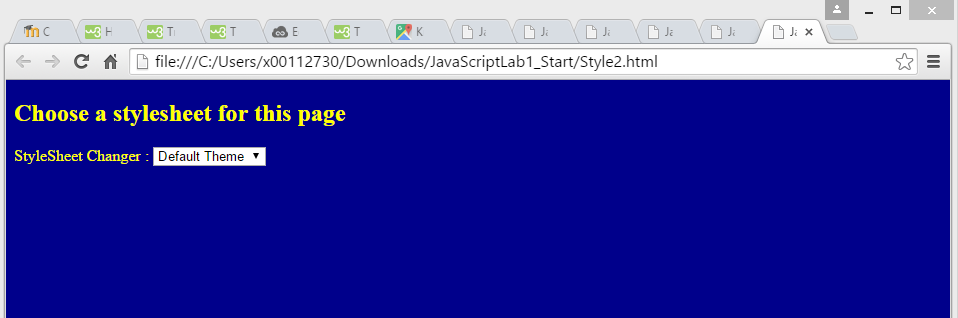 C
H
T
T
E
T
K
file:///C:/Users/x00112730/Downloads/JavaScriptLab1_Start/Style2.html
Choose a stylesheet for this page
StyleSheet Changer : Default Theme